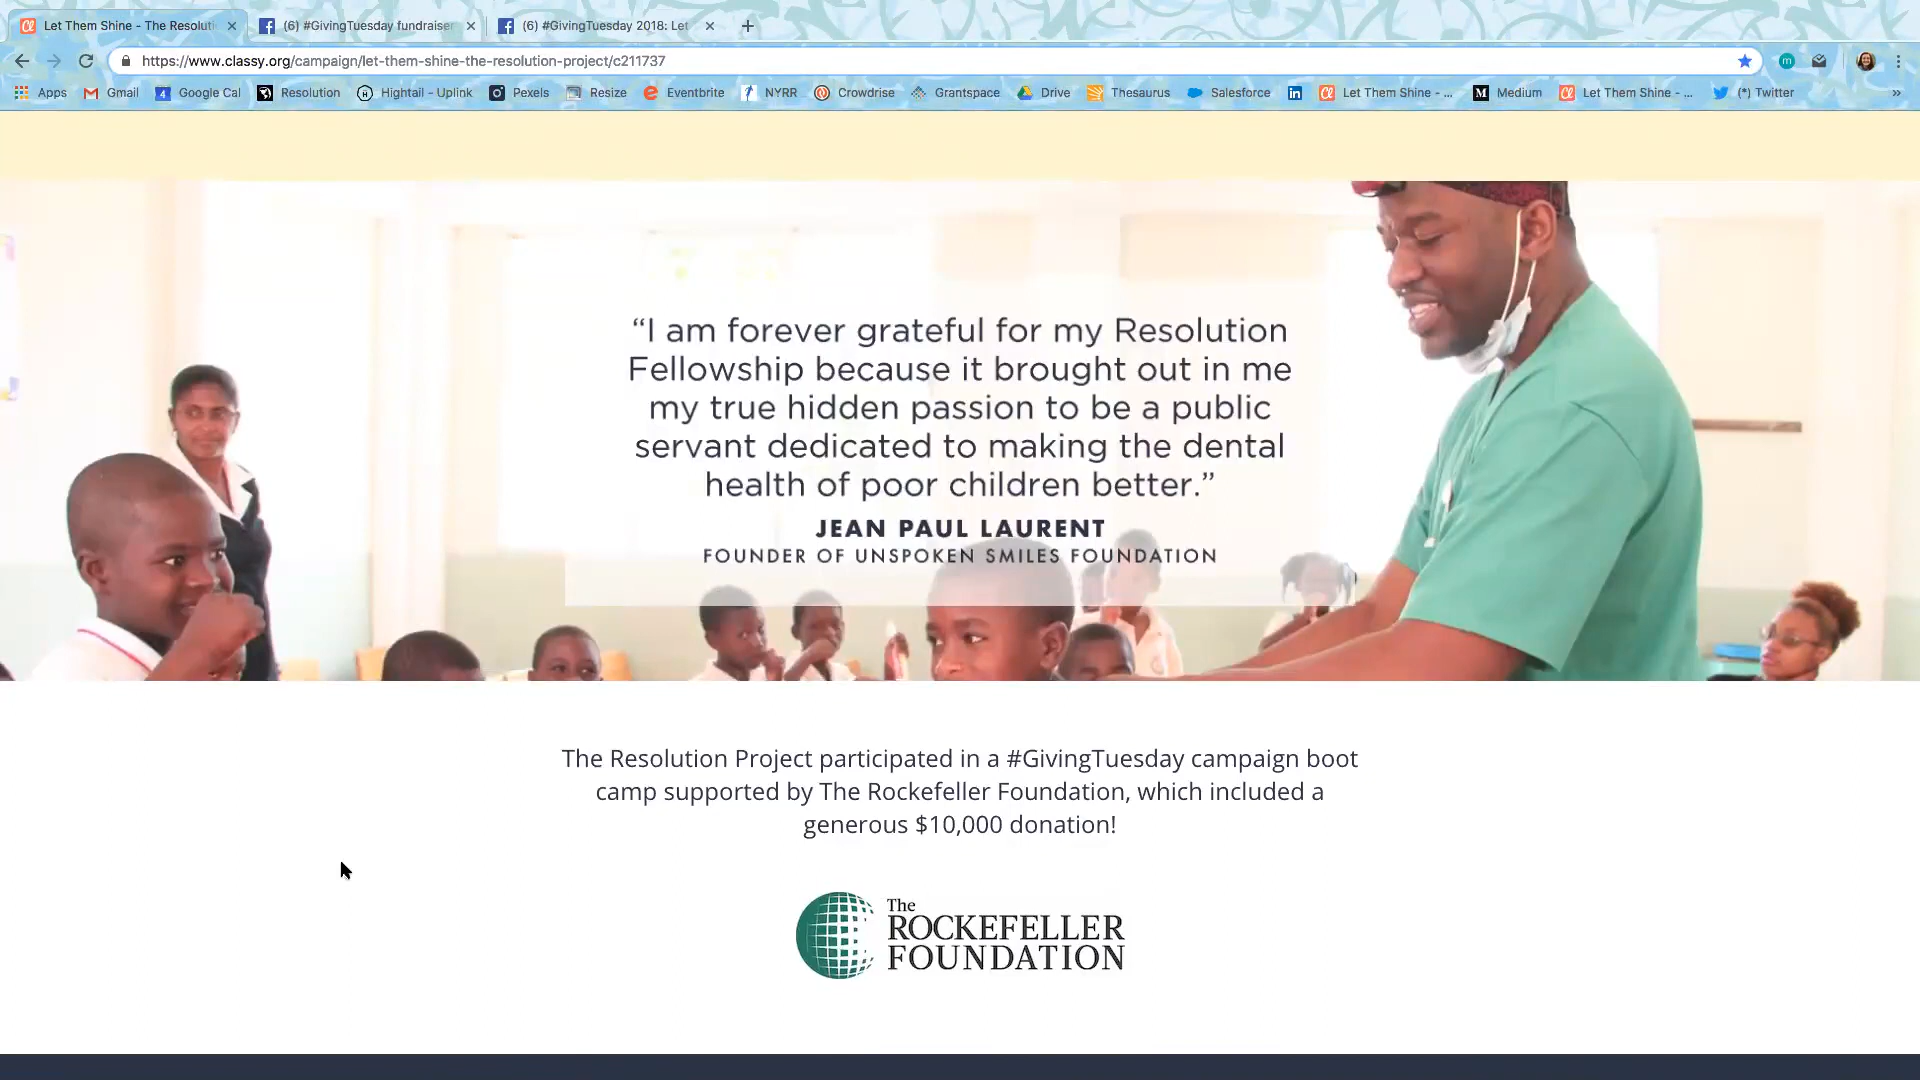 Let Them Shine - The Resoluti
(6) #GivingTuesday fundraiser
(6) #GivingTuesday 2018: Let
https://www.classy.org/campaign/let-them-shine-the-resolution-project/c211737
Apps Gmail Google Cal Resolution Hightail - Uplink Pexels Resize Eventbrite NYRR Crowdrise Grantspace Drive Thesaurus Salesforce Let Them Shine - ... Medium Let Them Shine - ... (*) Twitter »
“I am forever grateful for my Resolution
Fellowship because it brought out in me
my true hidden passion to be a public
servant dedicated to making the dental
health of poor children better.”
JEAN PAUL LAURENT
FOUNDER OF UNSPOKEN SMILES FOUNDATION
The Resolution Project participated in a #GivingTuesday campaign boot
camp supported by The Rockefeller Foundation, which included a
generous $10,000 donation!
The
ROCKEFELLER
FOUNDATION